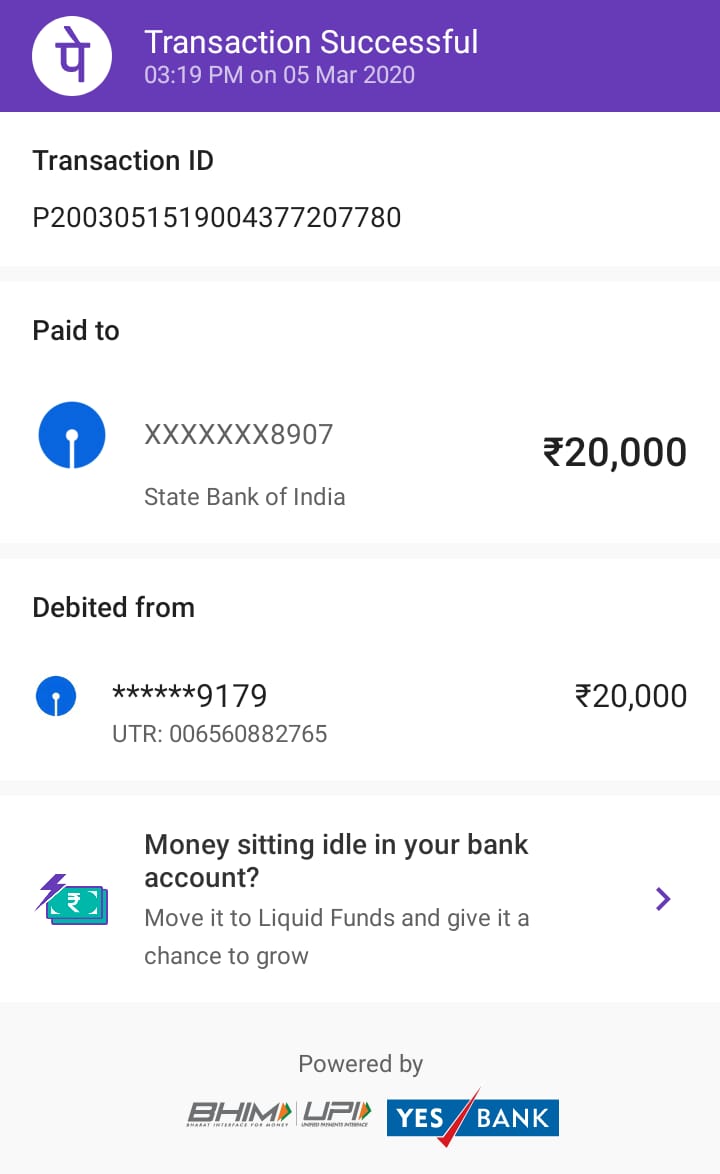 पे
Transaction Successful
03:19 PM on 05 Mar 2020
Transaction ID
P2003051519004377207780
Paid to
XXXXXXX8907
₹20,000
State Bank of India
Debited from
******9179
₹20,000
UTR: 006560882765
Money sitting idle in your bank
account?
₹
Move it to Liquid Funds and give it a
chance to grow
Powered by
BHIM UPI YES BANK
BHARAT INTERFACE FOR MONEY UNIFIED PAYMENTS INTERFACE